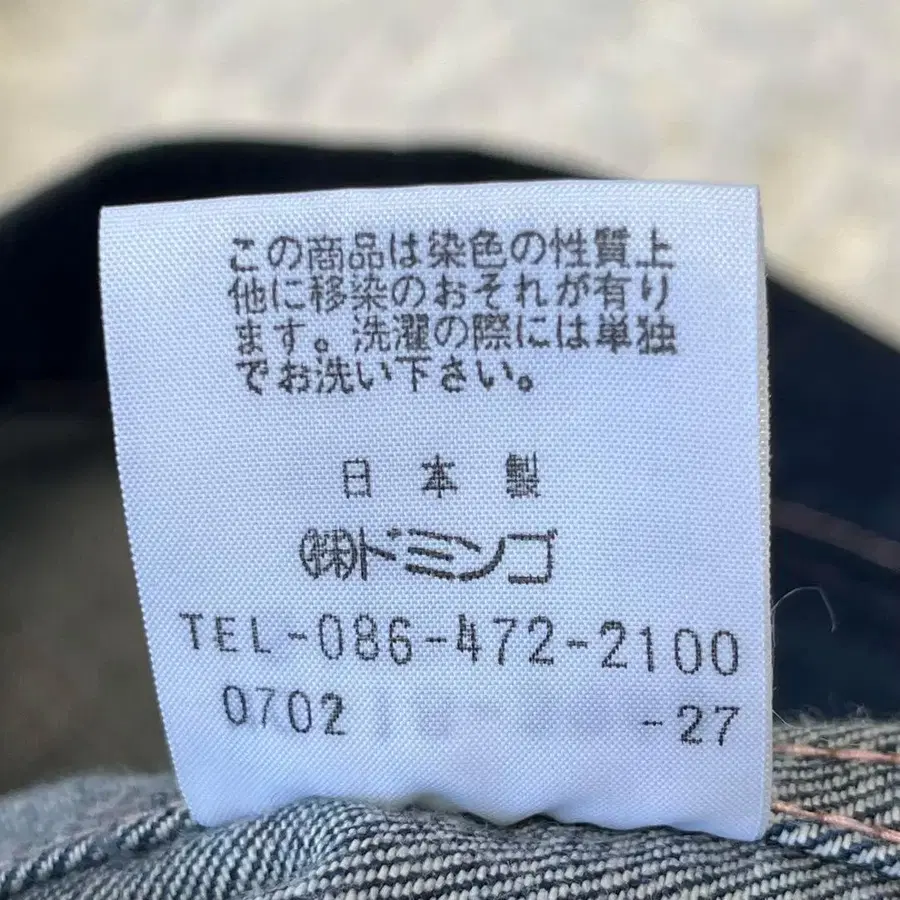 この商品は染色の性質上
他に移染のおそれが有り
ます。洗濯の際には単独
でお洗い下さい。
日本製
㈱ドミンゴ
TEL-086-472-2100
0702 -27